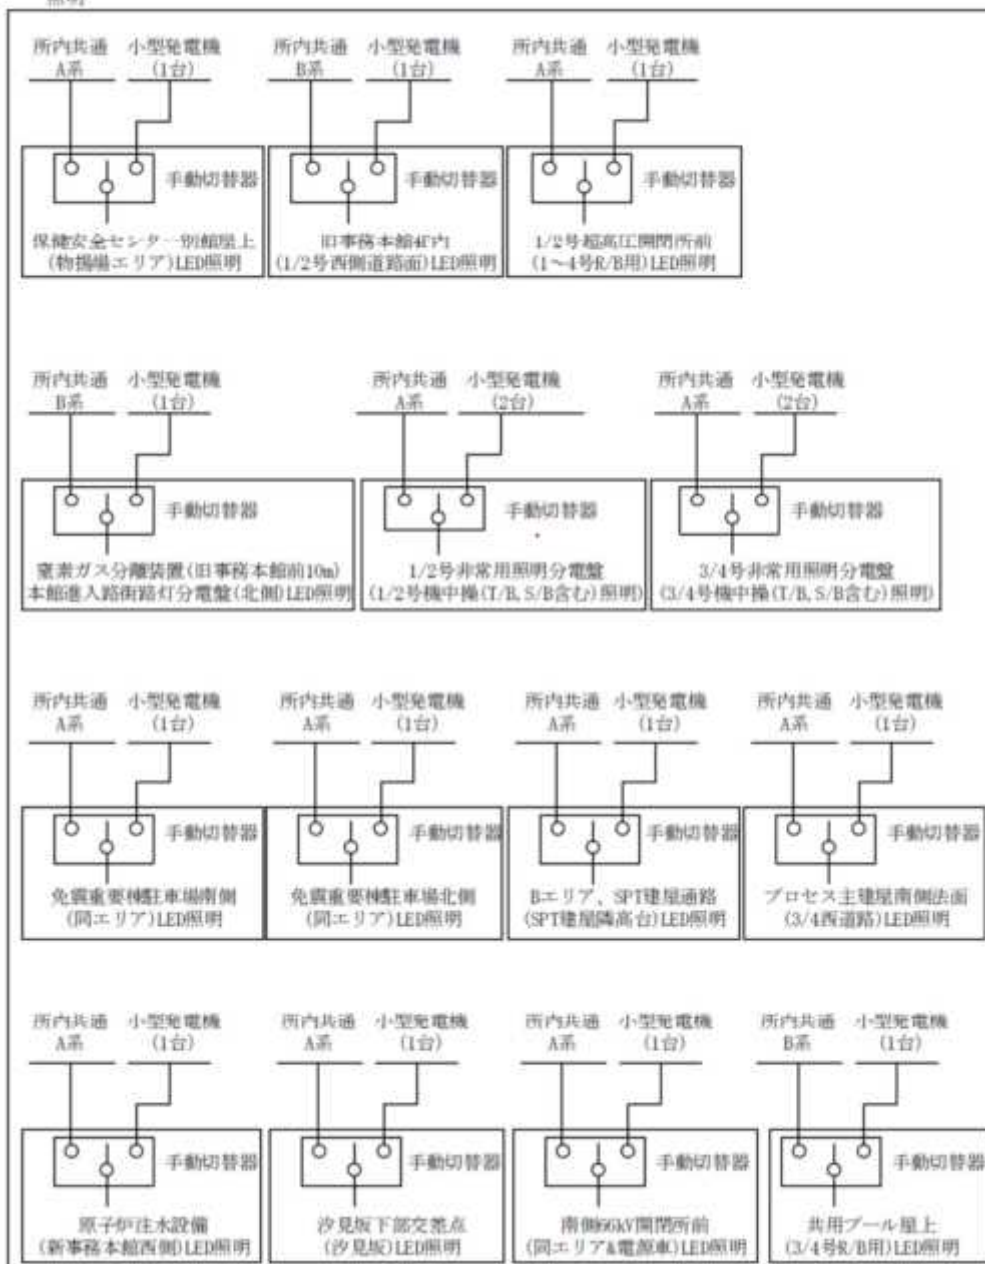 照明
所内共通 小型発電機 所内共通 小型発電機 所内共通 小型発電機
A系 (1台) B系 (1台) A系 (1台)
手動切替器 手動切替器 手動切替器
保健安全センター別館屋上 旧事務本館4F内 1/2号超高圧開閉所前
(物揚場エリア)LED照明 (1/2号西側道路面)LED照明 (1～4号R/B用)LED照明
所内共通 小型発電機 所内共通 小型発電機 所内共通 小型発電機
B系 (1台) A系 (2台) A系 (2台)
手動切替器 手動切替器 手動切替器
窒素ガス分離装置(旧事務本館前10m) 1/2号非常用照明分電盤 3/4号非常用照明分電盤
本館進入路街路灯分電盤(北側)LED照明 (1/2号機中操(T/B,S/B含む)照明) (3/4号機中操(T/B,S/B含む)照明)
所内共通 小型発電機 所内共通 小型発電機 所内共通 小型発電機 所内共通 小型発電機
A系 (1台) A系 (1台) A系 (1台) A系 (1台)
手動切替器 手動切替器 手動切替器 手動切替器
免震重要棟駐車場南側 免震重要棟駐車場北側 Bエリア、SPT建屋通路 プロセス主建屋南側法面
(同エリア)LED照明 (同エリア)LED照明 (SPT建屋隣高台)LED照明 (3/4西道路)LED照明
所内共通 小型発電機 所内共通 小型発電機 所内共通 小型発電機 所内共通 小型発電機
A系 (1台) A系 (1台) A系 (1台) B系 (1台)
手動切替器 手動切替器 手動切替器 手動切替器
原子炉注水設備 汐見坂下部交差点 南側66kV開閉所前 共用プール屋上
(新事務本館西側)LED照明 (汐見坂)LED照明 (同エリア&電源車)LED照明 (3/4号R/B用)LED照明